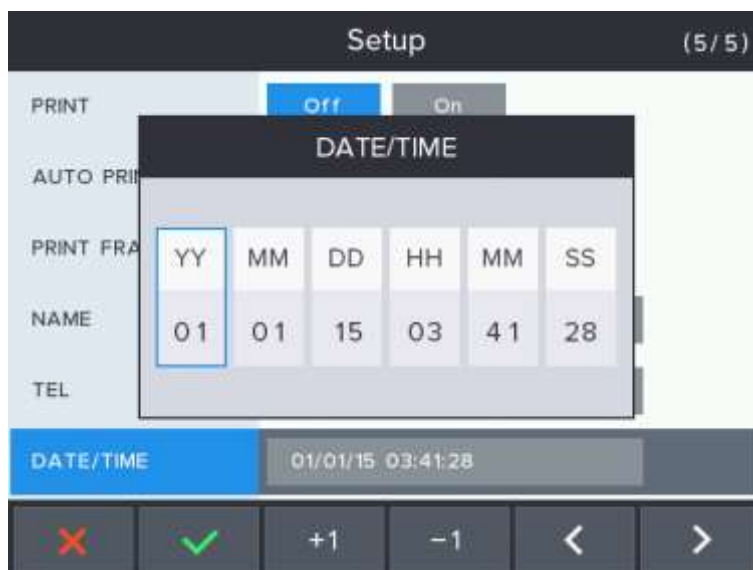 Setup (5/5)
PRINT Off On
DATE/TIME
AUTO PRI
PRINT FRA
YY MM DD HH MM SS
01 01 15 03 41 28
NAME
TEL
DATE/TIME 01/01/15 03:41:28
+1 −1